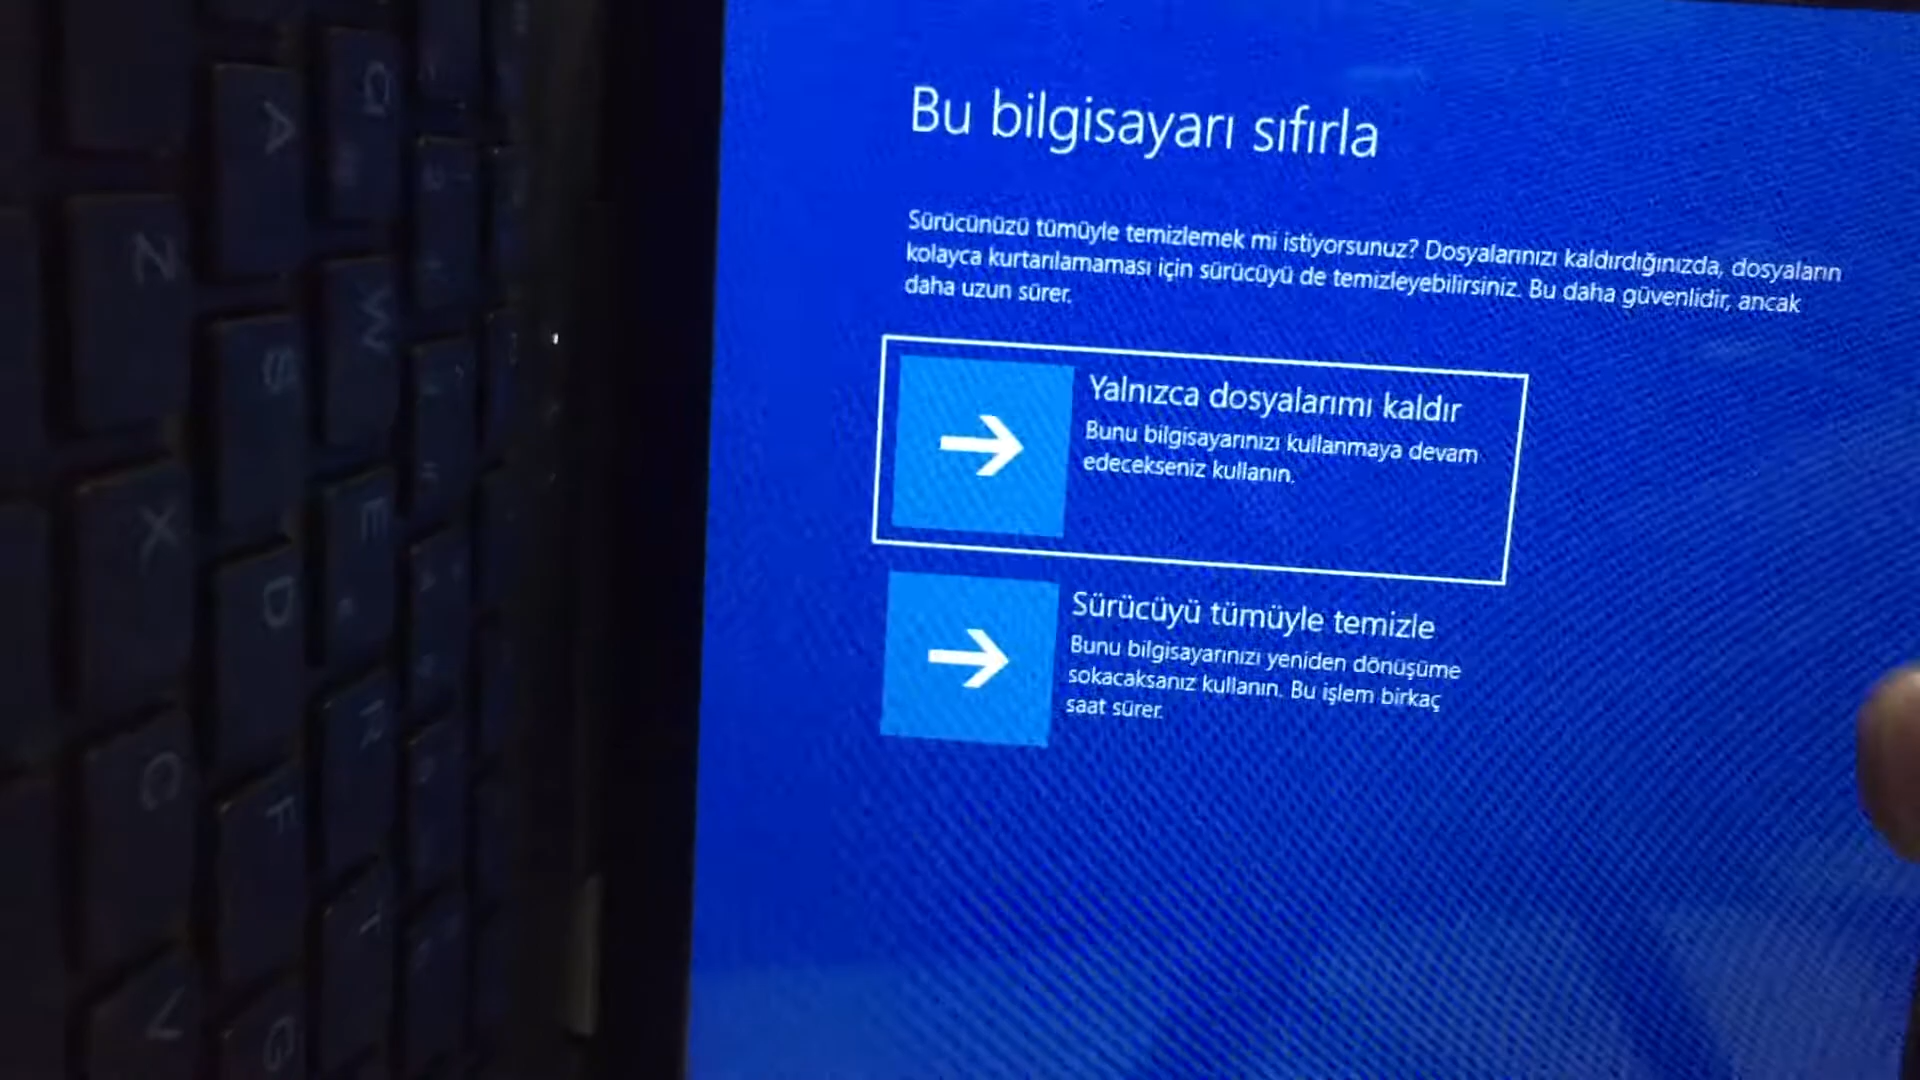 Bu bilgisayarı sıfırla
Sürücünüzü tümüyle temizlemek mi istiyorsunuz? Dosyalarınızı kaldırdığınızda, dosyaların
kolayca kurtarılamaması için sürücüyü de temizleyebilirsiniz. Bu daha güvenlidir, ancak
daha uzun sürer.
Yalnızca dosyalarımı kaldır
Bunu bilgisayarınızı kullanmaya devam
edecekseniz kullanın.
Sürücüyü tümüyle temizle
Bunu bilgisayarınızı yeniden dönüşüme
sokacaksanız kullanın. Bu işlem birkaç
saat sürer.
A
Z
W
S
E
X
D
R
C
F
T
V
G